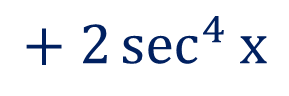 + 2 sec⁴ x